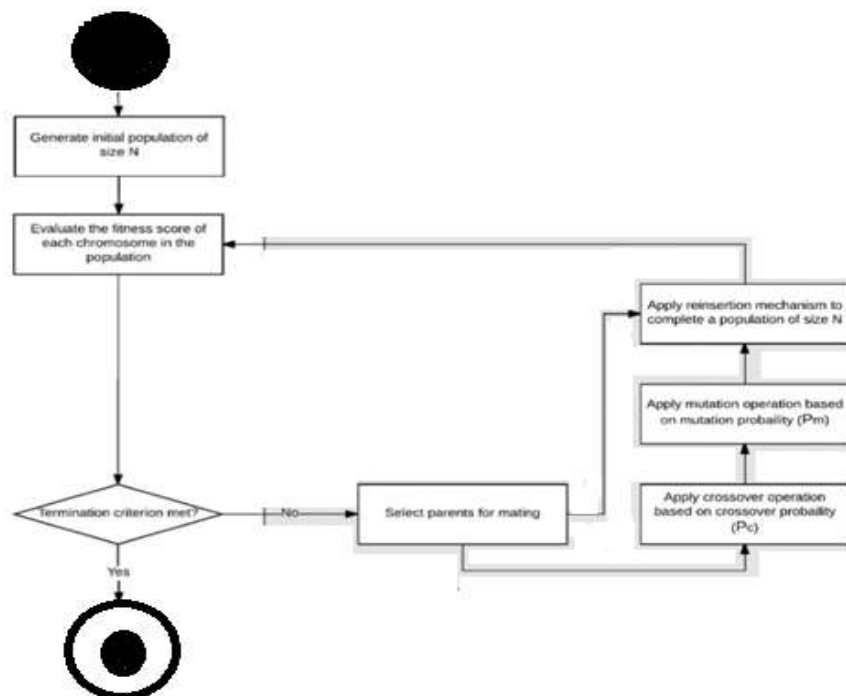 Generate initial population of
size N
Evaluate the fitness score of
each chromosome in the
population
Apply reinsertion mechanism to
complete a population of size N
Apply mutation operation based
on mutation probaility (Pm)
Termination criterion met?
No
Select parents for mating
Apply crossover operation
based on crossover probaility
(Pc)
Yes